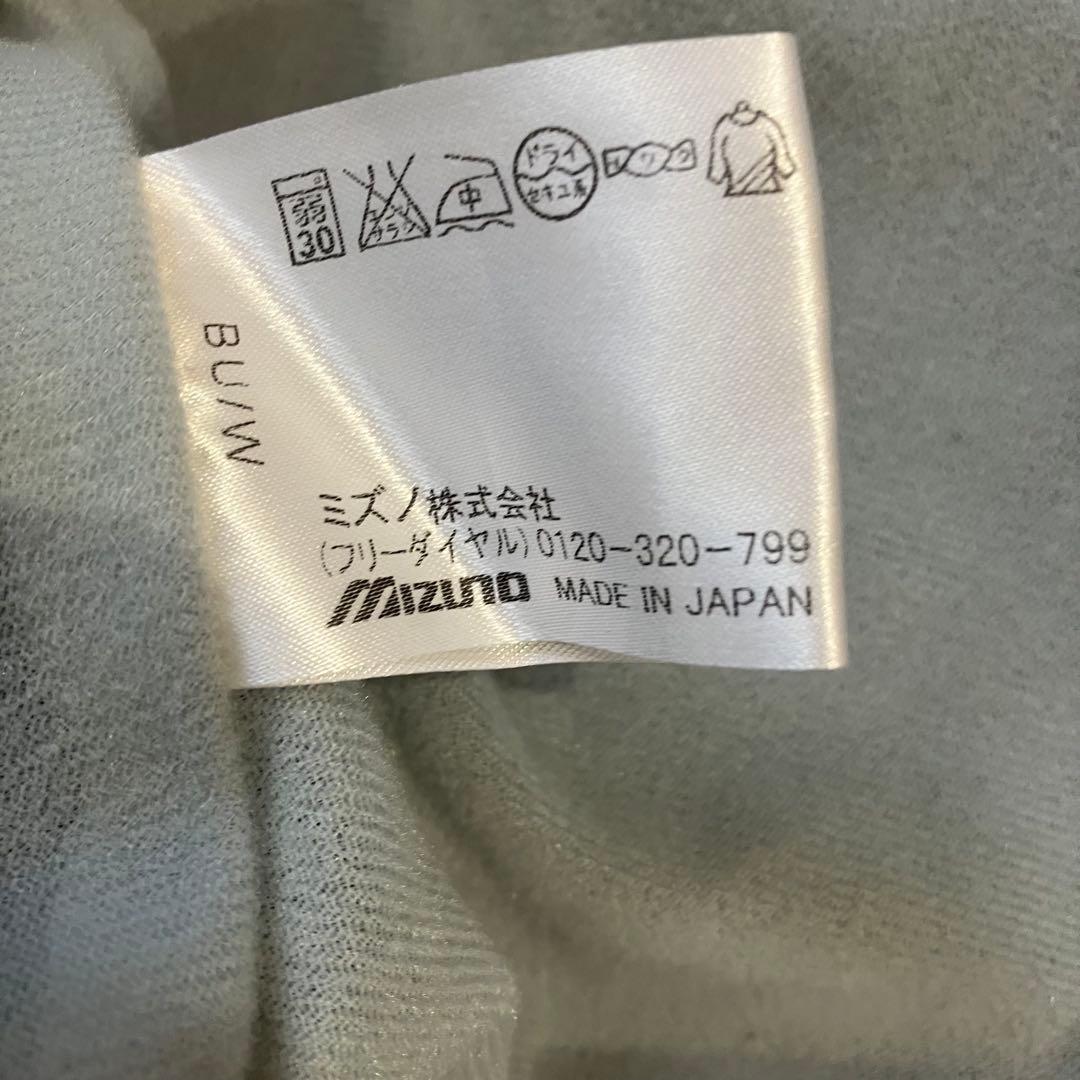 30
エンソ
サラシ
中
ドライ
セキユ系
ヨワク
BU/W
ミズノ株式会社
(フリーダイヤル)0120-320-799
MIZUNO MADE IN JAPAN